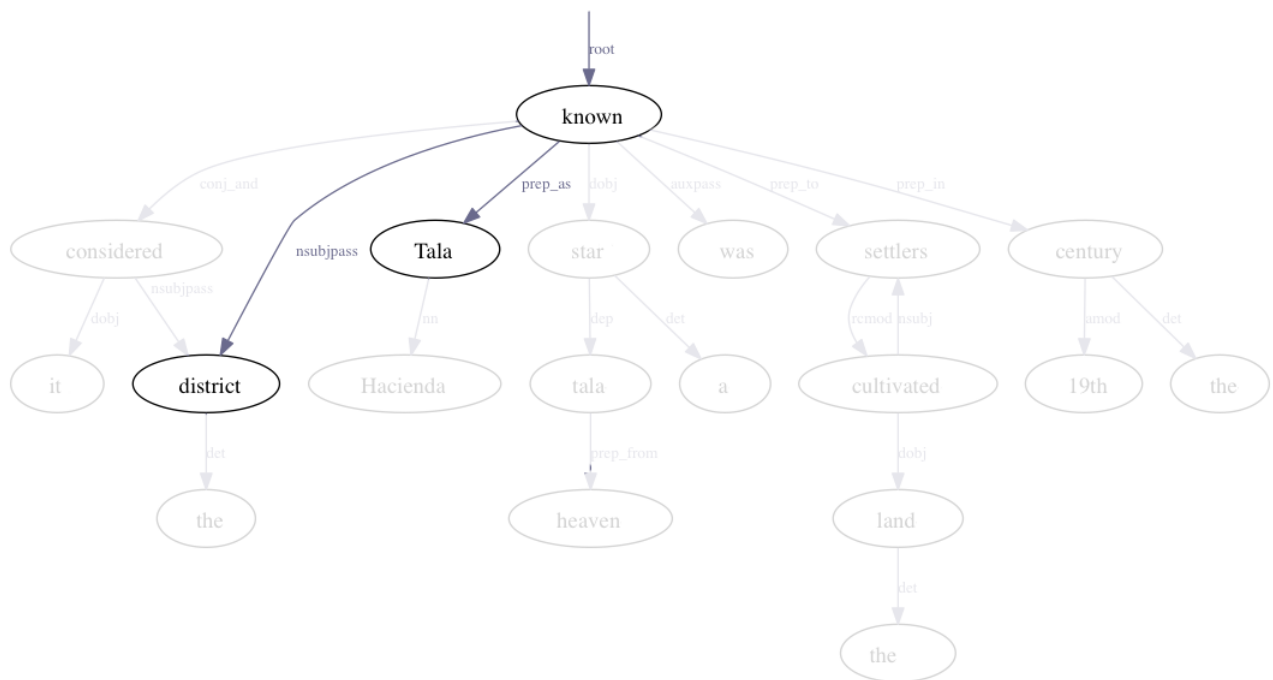 root
known
conj_and prep_as dobj auxpass prep_to prep_in
considered nsubjpass Tala star was settlers century
dobj nsubjpass nn dep det rcmod nsubj amod det
it district Hacienda tala a cultivated 19th the
det prep_from dobj
the heaven land
det
the